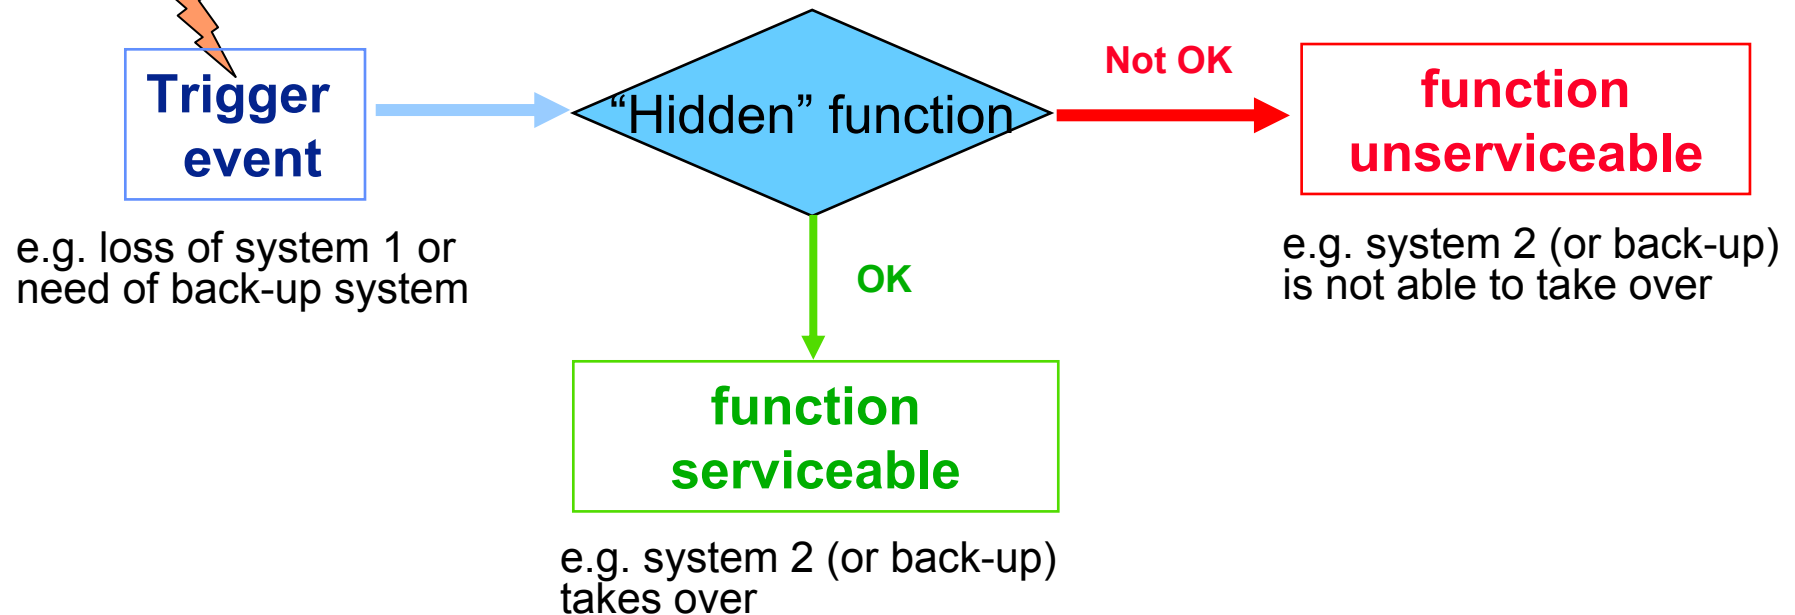 Trigger
event
e.g. loss of system 1 or
need of back-up system
“Hidden” function
Not OK
function
unserviceable
e.g. system 2 (or back-up)
is not able to take over
OK
function
serviceable
e.g. system 2 (or back-up)
takes over